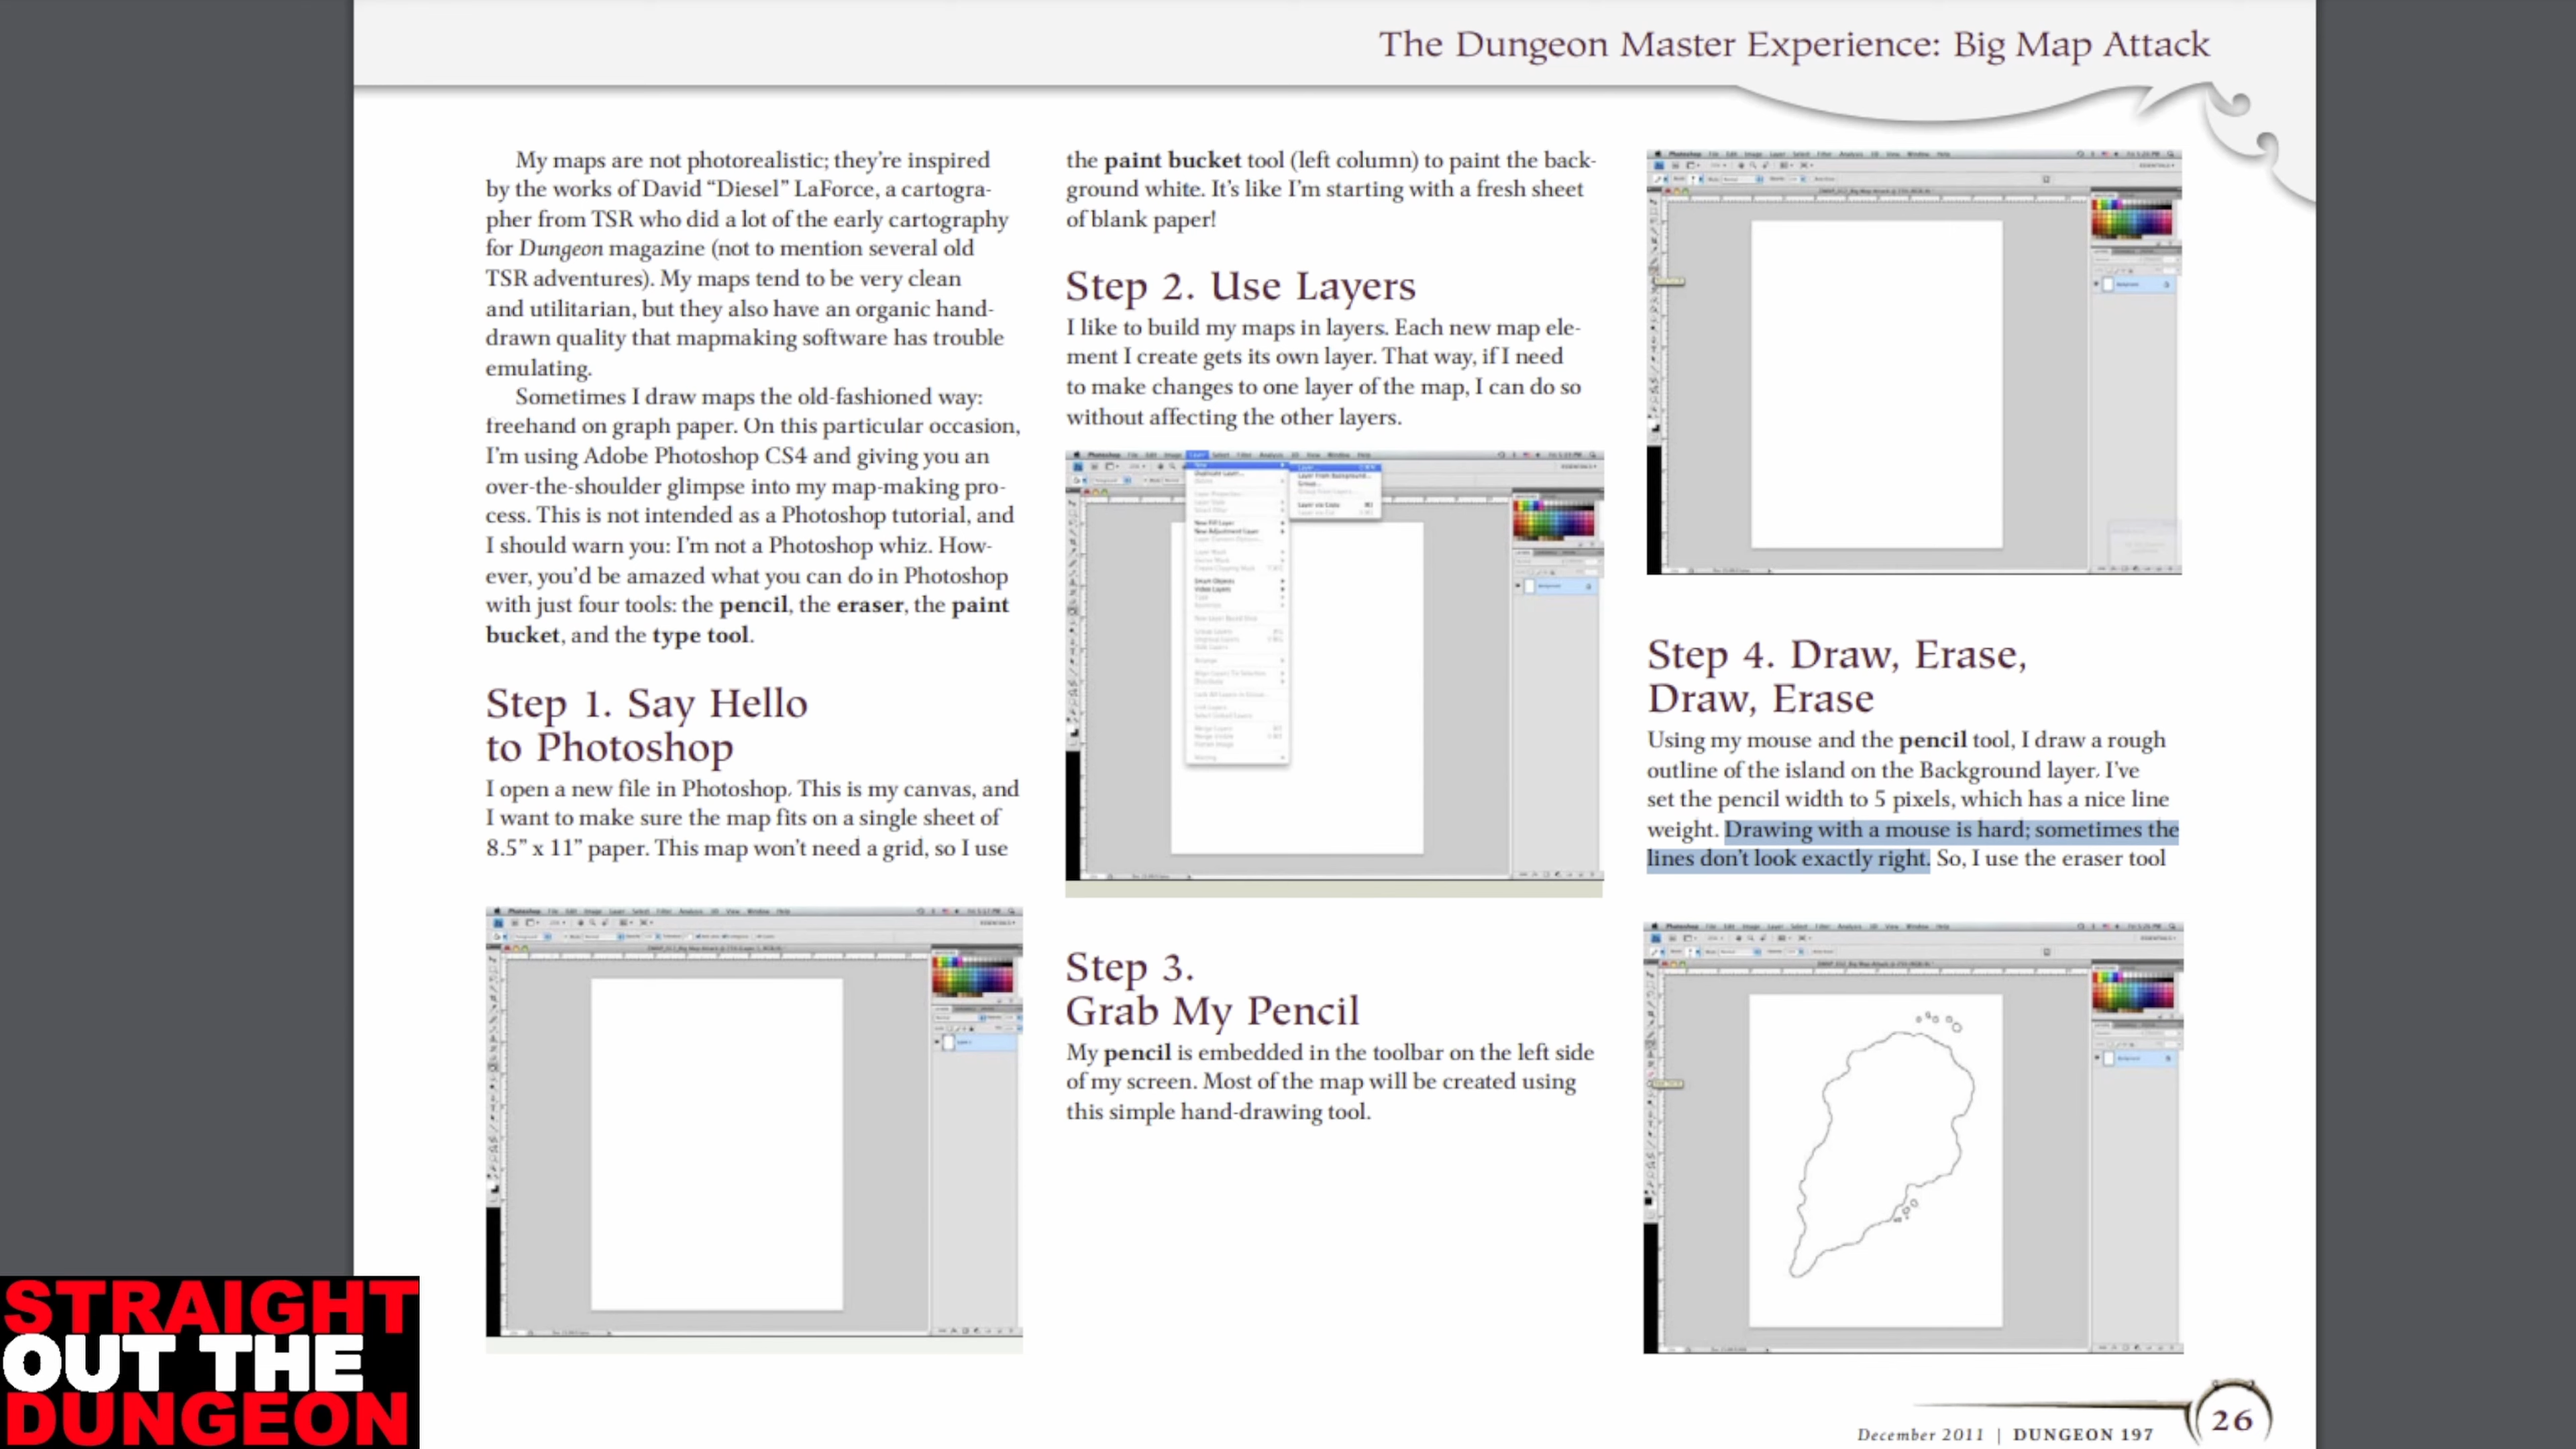 The Dungeon Master Experience: Big Map Attack
My maps are not photorealistic; they’re inspired
by the works of David “Diesel” LaForce, a cartogra-
pher from TSR who did a lot of the early cartography
for Dungeon magazine (not to mention several old
TSR adventures). My maps tend to be very clean
and utilitarian, but they also have an organic hand-
drawn quality that mapmaking software has trouble
emulating.
Sometimes I draw maps the old-fashioned way:
freehand on graph paper. On this particular occasion,
I’m using Adobe Photoshop CS4 and giving you an
over-the-shoulder glimpse into my map-making pro-
cess. This is not intended as a Photoshop tutorial, and
I should warn you: I’m not a Photoshop whiz. How-
ever, you’d be amazed what you can do in Photoshop
with just four tools: the pencil, the eraser, the paint
bucket, and the type tool.
Step 1. Say Hello
to Photoshop
I open a new file in Photoshop. This is my canvas, and
I want to make sure the map fits on a single sheet of
8.5” x 11” paper. This map won’t need a grid, so I use
the paint bucket tool (left column) to paint the back-
ground white. It’s like I’m starting with a fresh sheet
of blank paper!
Step 2. Use Layers
I like to build my maps in layers. Each new map ele-
ment I create gets its own layer. That way, if I need
to make changes to one layer of the map, I can do so
without affecting the other layers.
Step 3.
Grab My Pencil
My pencil is embedded in the toolbar on the left side
of my screen. Most of the map will be created using
this simple hand-drawing tool.
Step 4. Draw, Erase,
Draw, Erase
Using my mouse and the pencil tool, I draw a rough
outline of the island on the Background layer. I’ve
set the pencil width to 5 pixels, which has a nice line
weight. Drawing with a mouse is hard; sometimes the
lines don’t look exactly right. So, I use the eraser tool
December 2011 | DUNGEON 197
26
STRAIGHT
OUT THE
DUNGEON